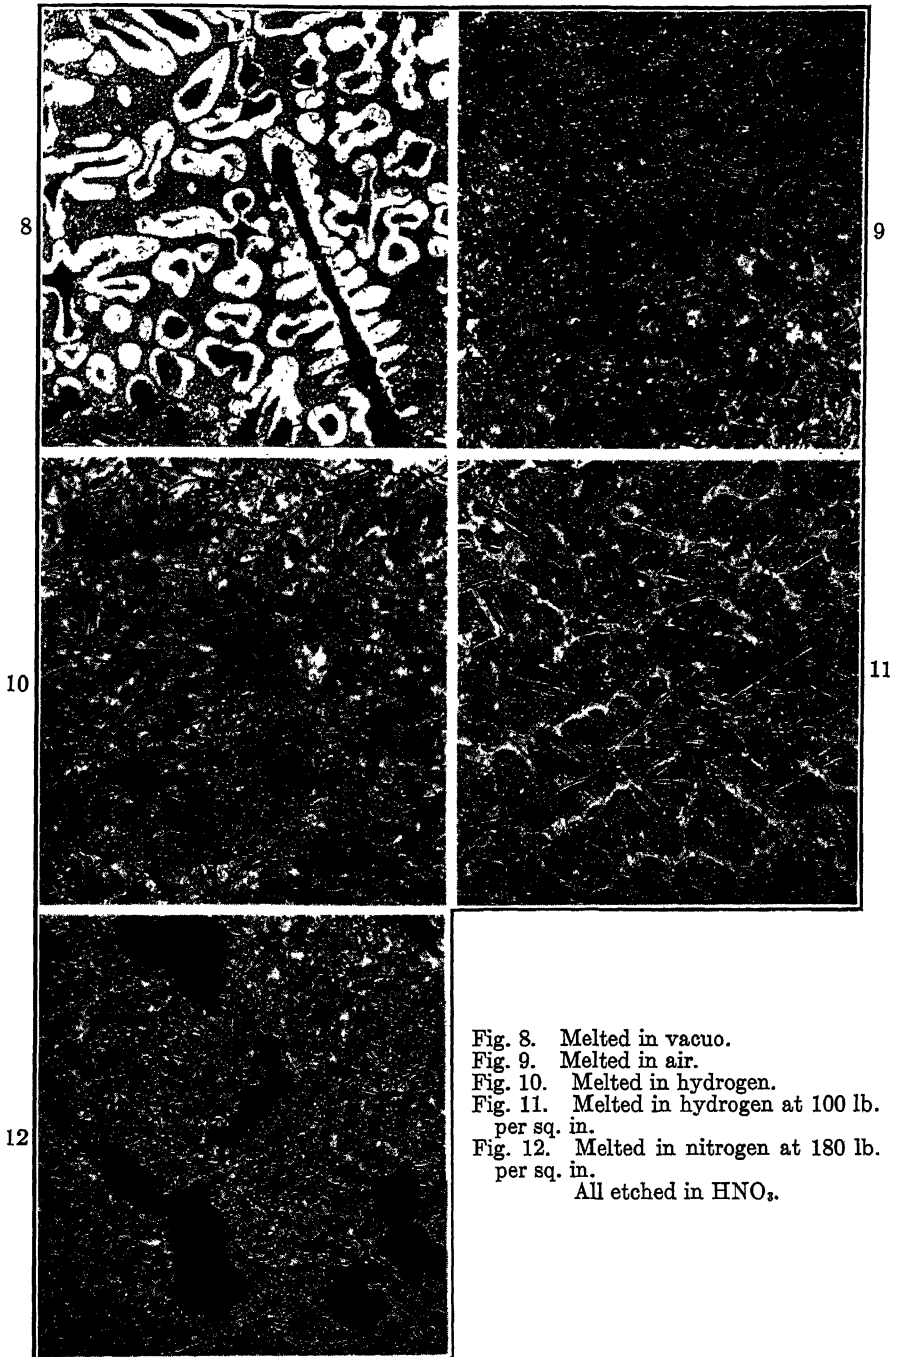 8
9
10
11
12
Fig. 8. Melted in vacuo.
Fig. 9. Melted in air.
Fig. 10. Melted in hydrogen.
Fig. 11. Melted in hydrogen at 100 lb.
per sq. in.
Fig. 12. Melted in nitrogen at 180 lb.
per sq. in.
All etched in HNO₃.